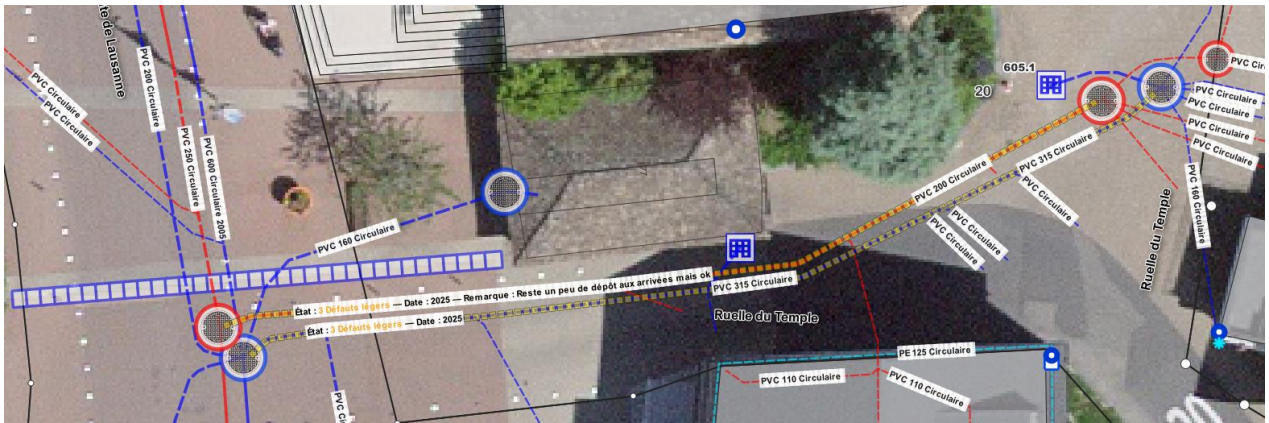 te de Lausanne
PVC 200 Circulaire
PVC Circulaire
PVC Circulaire
PVC 250 Circulaire
PVC 600 Circulaire 2005
PVC 160 Circulaire
605.1
20
PVC Cir
PVC Circulaire
PVC Circulaire
PVC Circulaire
PVC Circulaire
PVC 200 Circulaire
PVC 315 Circulaire
PVC Circulaire
PVC 160 Circulaire
PVC Circulaire
PVC Circulaire
Ruelle du Temple
État : 3 Défauts légers — Date : 2025 — Remarque : Reste un peu de dépôt aux arrivées mais ok
PVC 315 Circulaire
État : 3 Défauts légers — Date : 2025
Ruelle du Temple
PE 125 Circulaire
PVC 110 Circulaire
PVC 110 Circulaire
PVC Ci
20